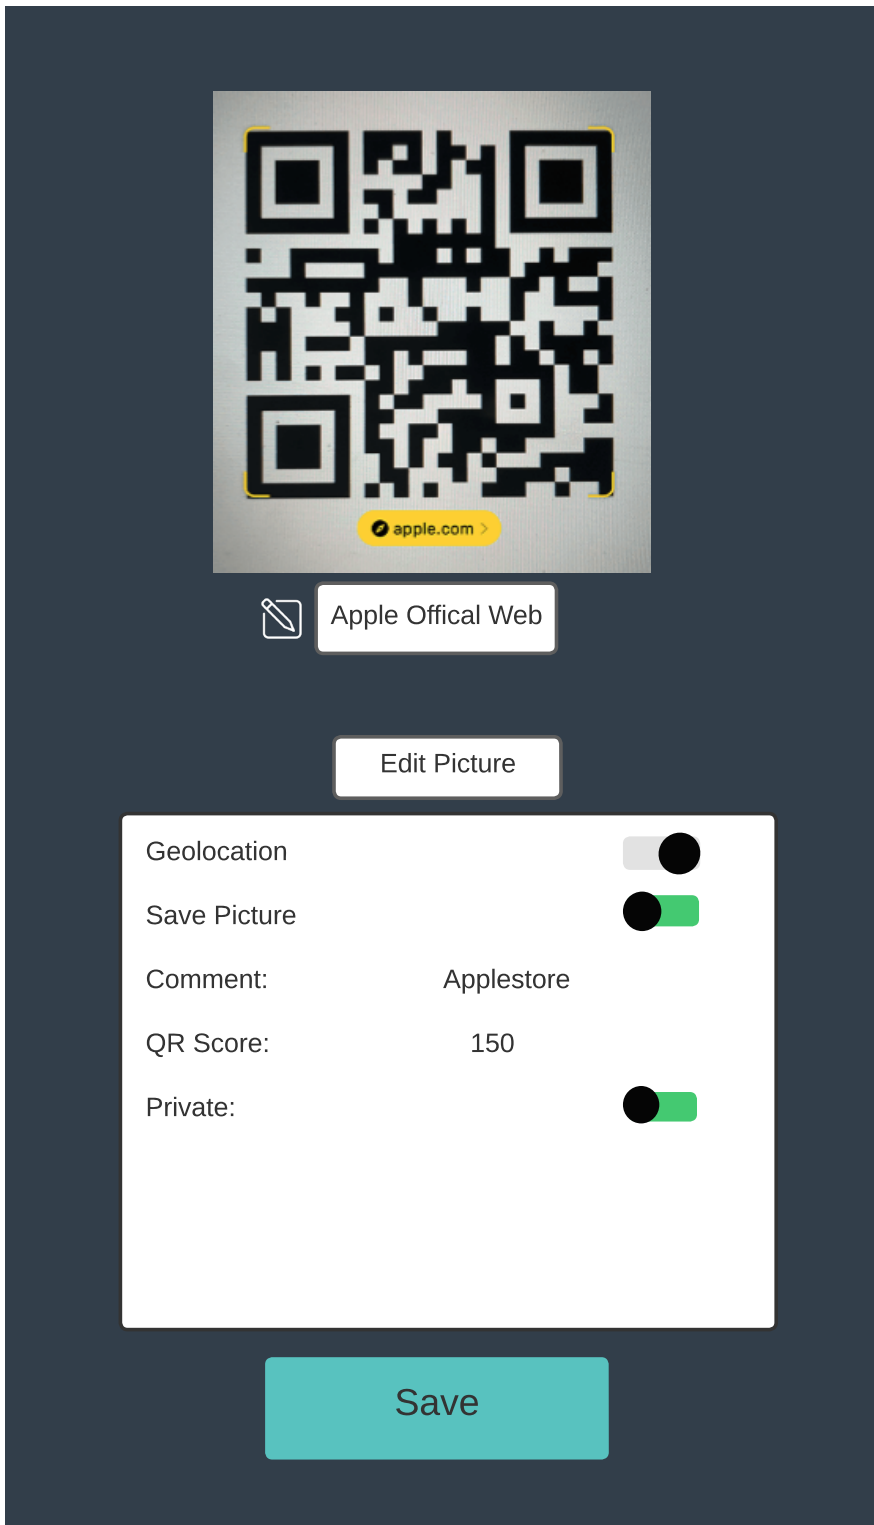 apple.com
Apple Offical Web
Edit Picture
Geolocation
Save Picture
Comment: Applestore
QR Score: 150
Private:
Save